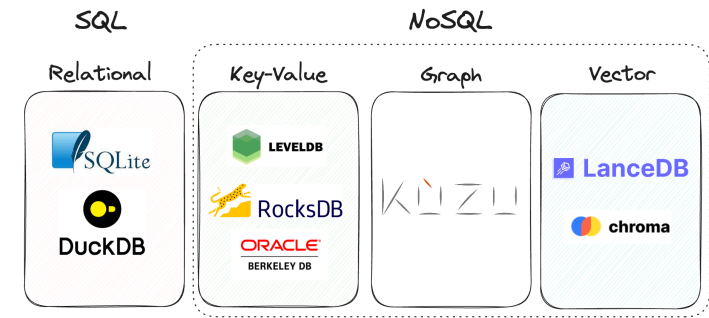 SQL
NoSQL
Relational
Key-Value
Graph
Vector
SQLite
DuckDB
LEVELDB
RocksDB
ORACLE®
BERKELEY DB
KÙZU
LanceDB
chroma